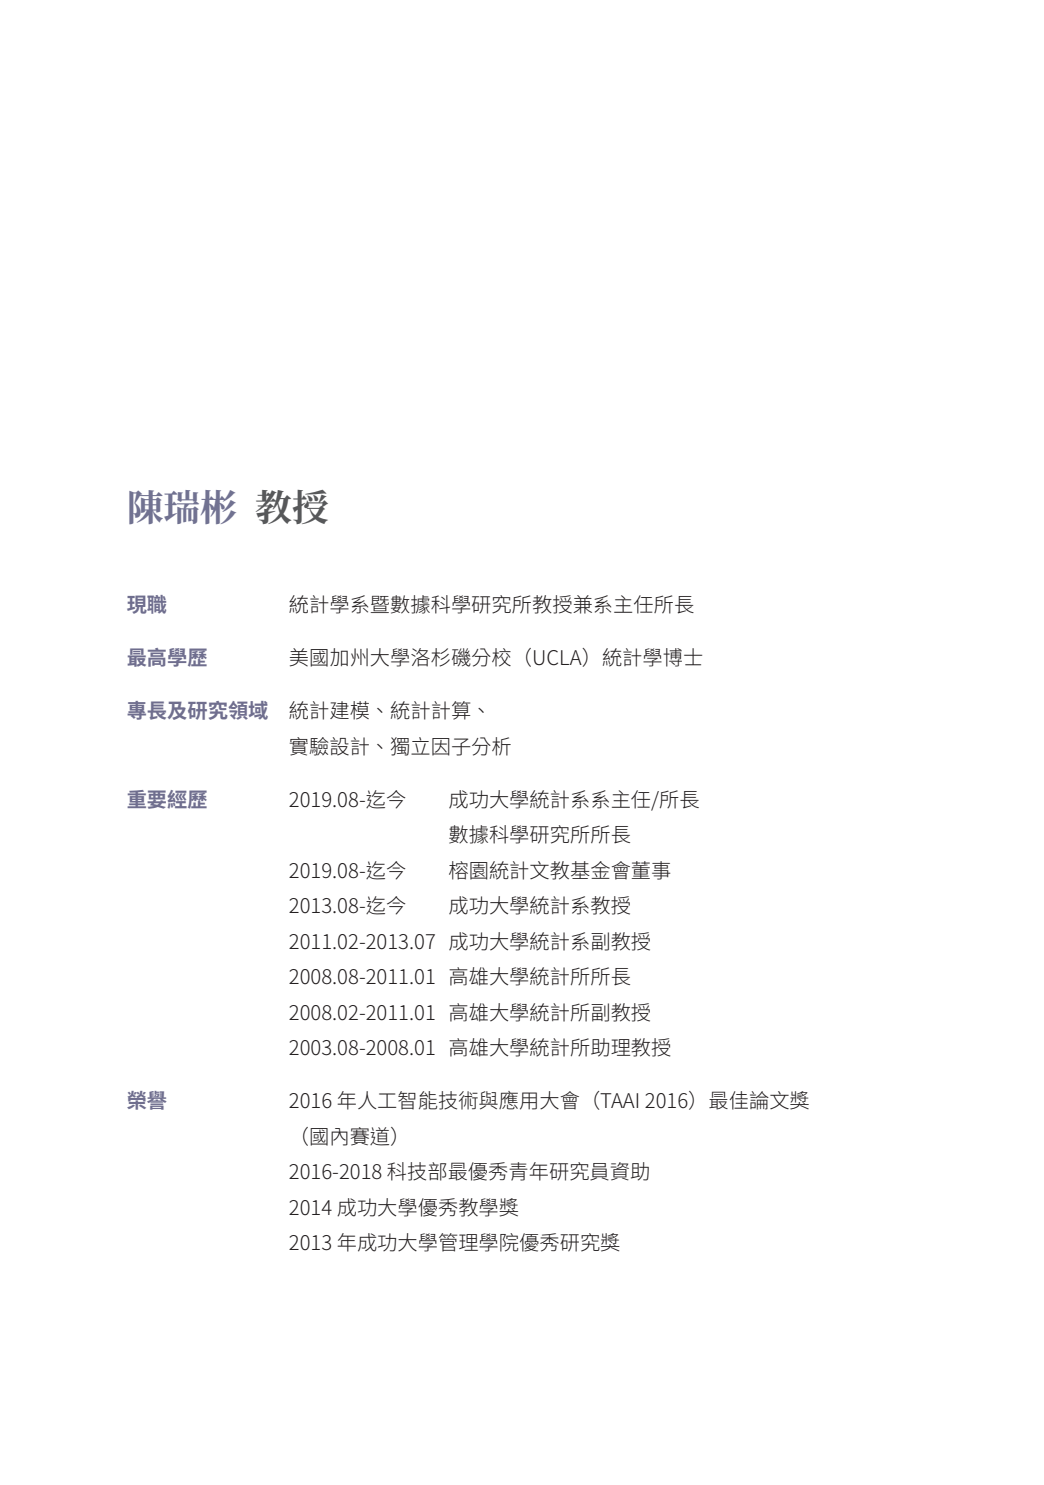 陳瑞彬 教授
現職 統計學系暨數據科學研究所教授兼系主任所長
最高學歷 美國加州大學洛杉磯分校（UCLA）統計學博士
專長及研究領域 統計建模、統計計算、
實驗設計、獨立因子分析
重要經歷 2019.08-迄今 成功大學統計系系主任/所長
數據科學研究所所長
2019.08-迄今 榕園統計文教基金會董事
2013.08-迄今 成功大學統計系教授
2011.02-2013.07 成功大學統計系副教授
2008.08-2011.01 高雄大學統計所所長
2008.02-2011.01 高雄大學統計所副教授
2003.08-2008.01 高雄大學統計所助理教授
榮譽 2016 年人工智能技術與應用大會（TAAI 2016）最佳論文獎
（國內賽道）
2016-2018 科技部最優秀青年研究員資助
2014 成功大學優秀教學獎
2013 年成功大學管理學院優秀研究獎